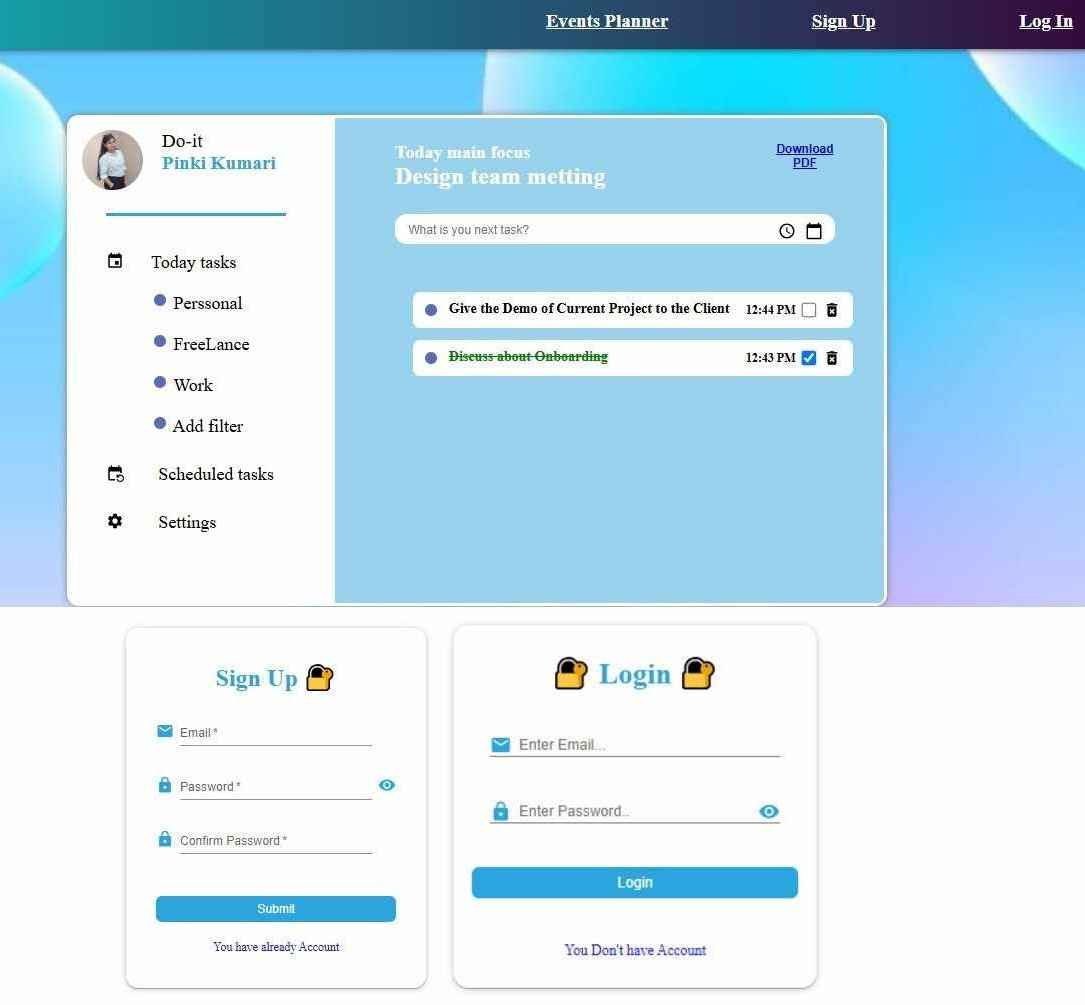 Events Planner
Sign Up
Log In
Do-it
Pinki Kumari
Today tasks
Perssonal
FreeLance
Work
Add filter
Scheduled tasks
Settings
Today main focus
Design team metting
Download
PDF
What is you next task?
Give the Demo of Current Project to the Client 12:44 PM
Discuss about Onboarding 12:43 PM
Sign Up
Email *
Password *
Confirm Password *
Submit
You have already Account
Login
Enter Email...
Enter Password..
Login
You Don't have Account